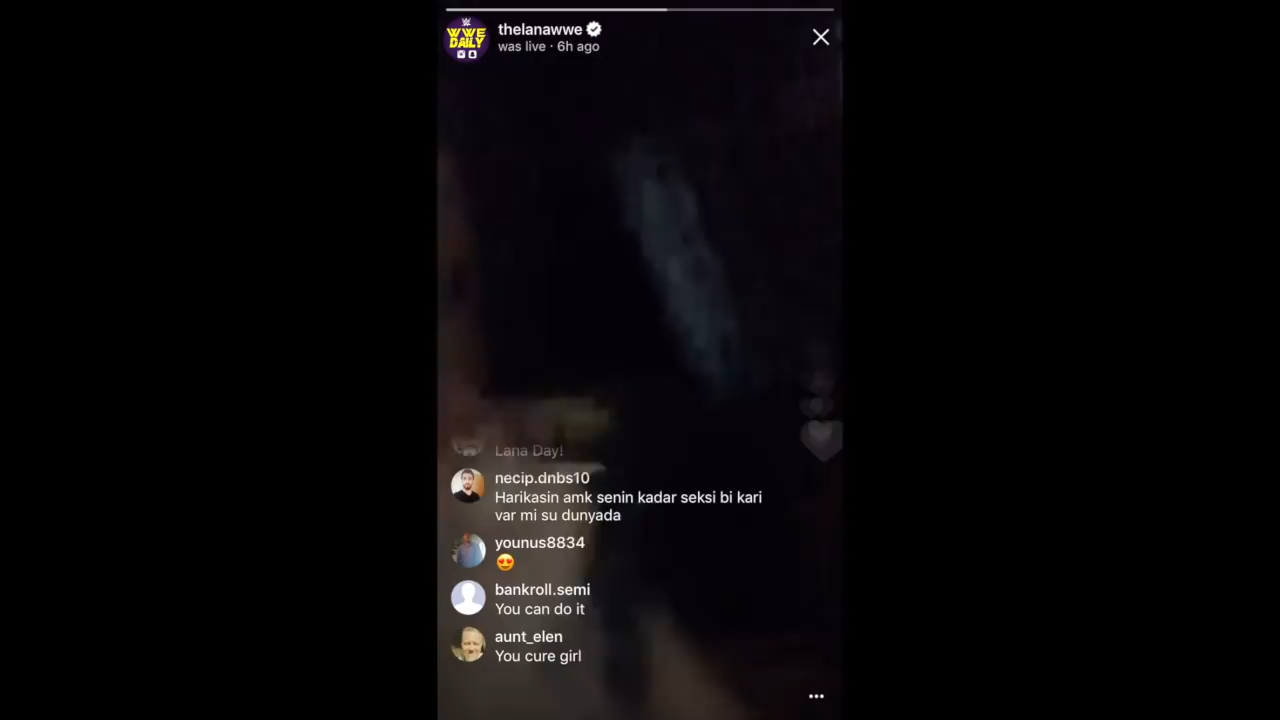 WWE
DAILY
thelanawwe
was live · 6h ago
Lana Day!
necip.dnbs10
Harikasin amk senin kadar seksi bi kari
var mi su dunyada
younus8834
😍
bankroll.semi
You can do it
aunt_elen
You cure girl